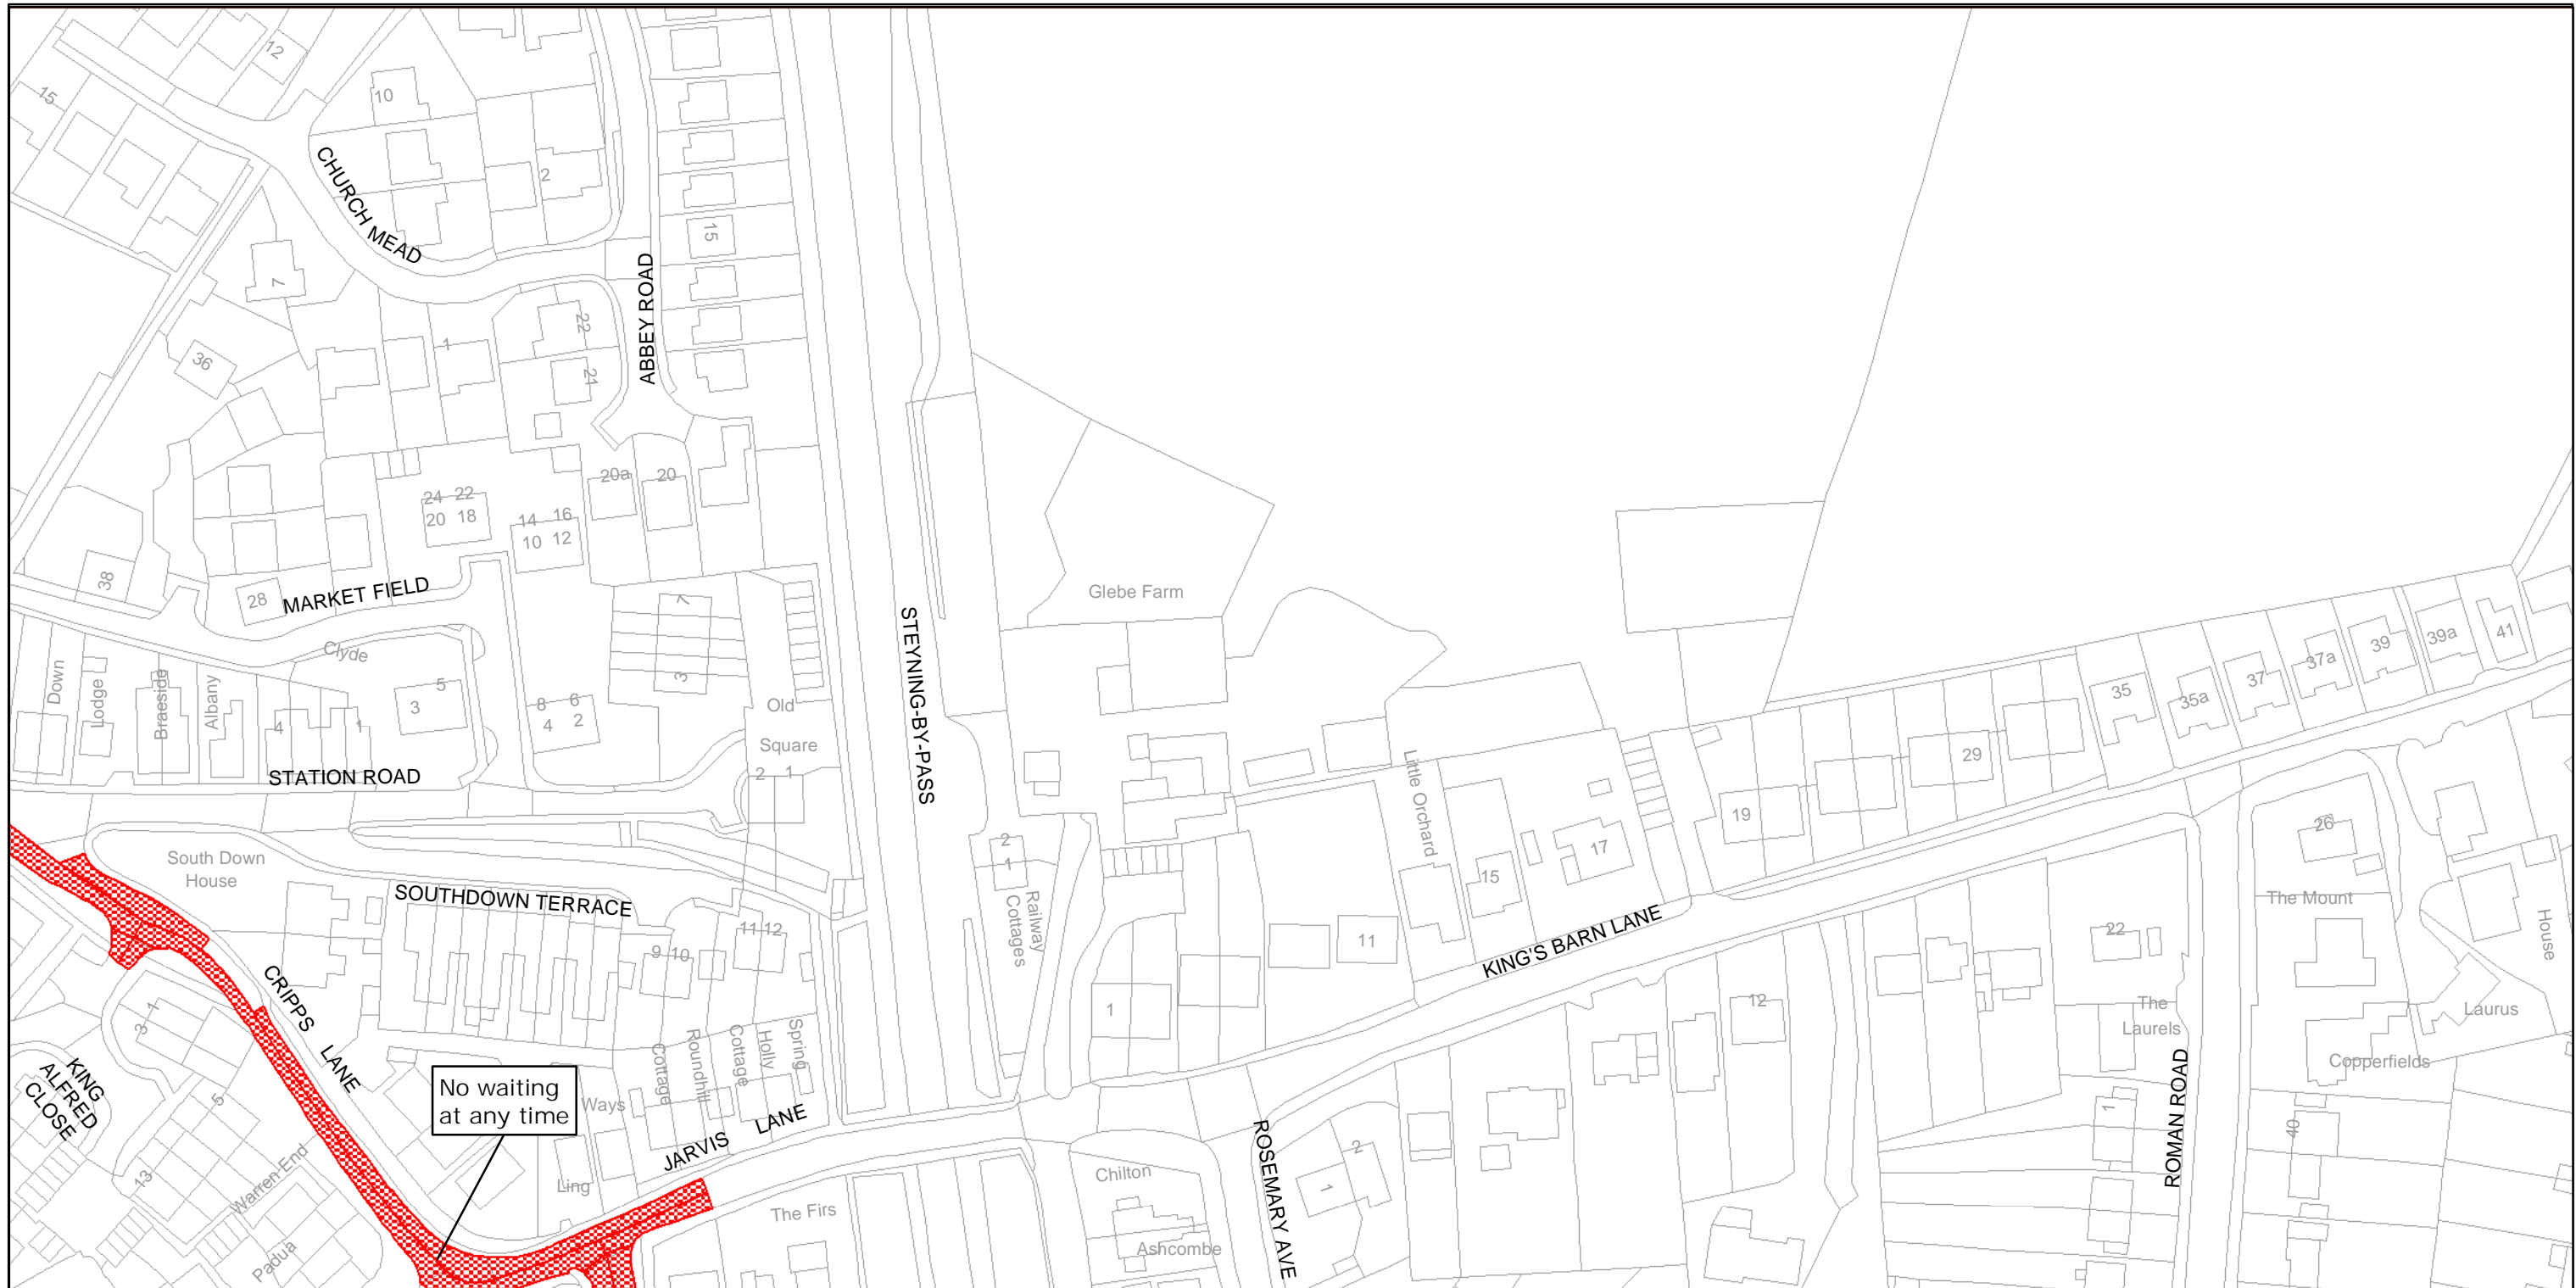 12
15
10
2
CHURCH MEAD
15
7
ABBEY ROAD
22
1
36
21
20a
20
24 22
20 18
14 16
10 12
38
28
MARKET FIELD
7
3
Clyde
Glebe Farm
STEYNING-BY-PASS
Down
Lodge
Braeside
Albany
4
1
5
3
8 6
4 2
Old
Square
2 1
STATION ROAD
41
39a
39
37a
37
35a
35
29
19
Little Orchard
17
15
11
26
The Mount
House
South Down
House
SOUTHDOWN TERRACE
2
1
Railway
Cottages
KING'S BARN LANE
9 10
11 12
22
The
Laurels
Laurus
Copperfields
12
1
CRIPPS
LANE
1
3
KING
ALFRED
CLOSE
5
13
Warren End
Padua
No waiting
at any time
Ways
Ling
Cottage
Roundhill
Cottage
Holly
Spring
JARVIS LANE
The Firs
Chilton
Ashcombe
ROSEMARY AVE
2
1
1
ROMAN ROAD
40